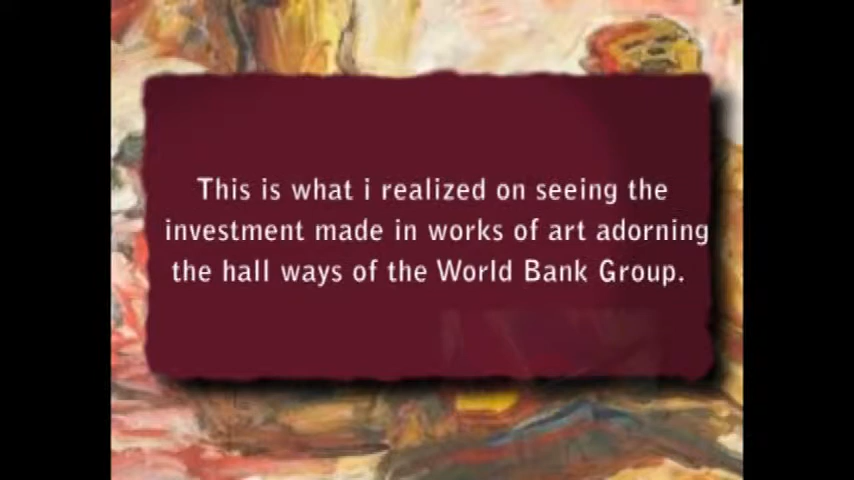 This is what i realized on seeing the
investment made in works of art adorning
the hall ways of the World Bank Group.